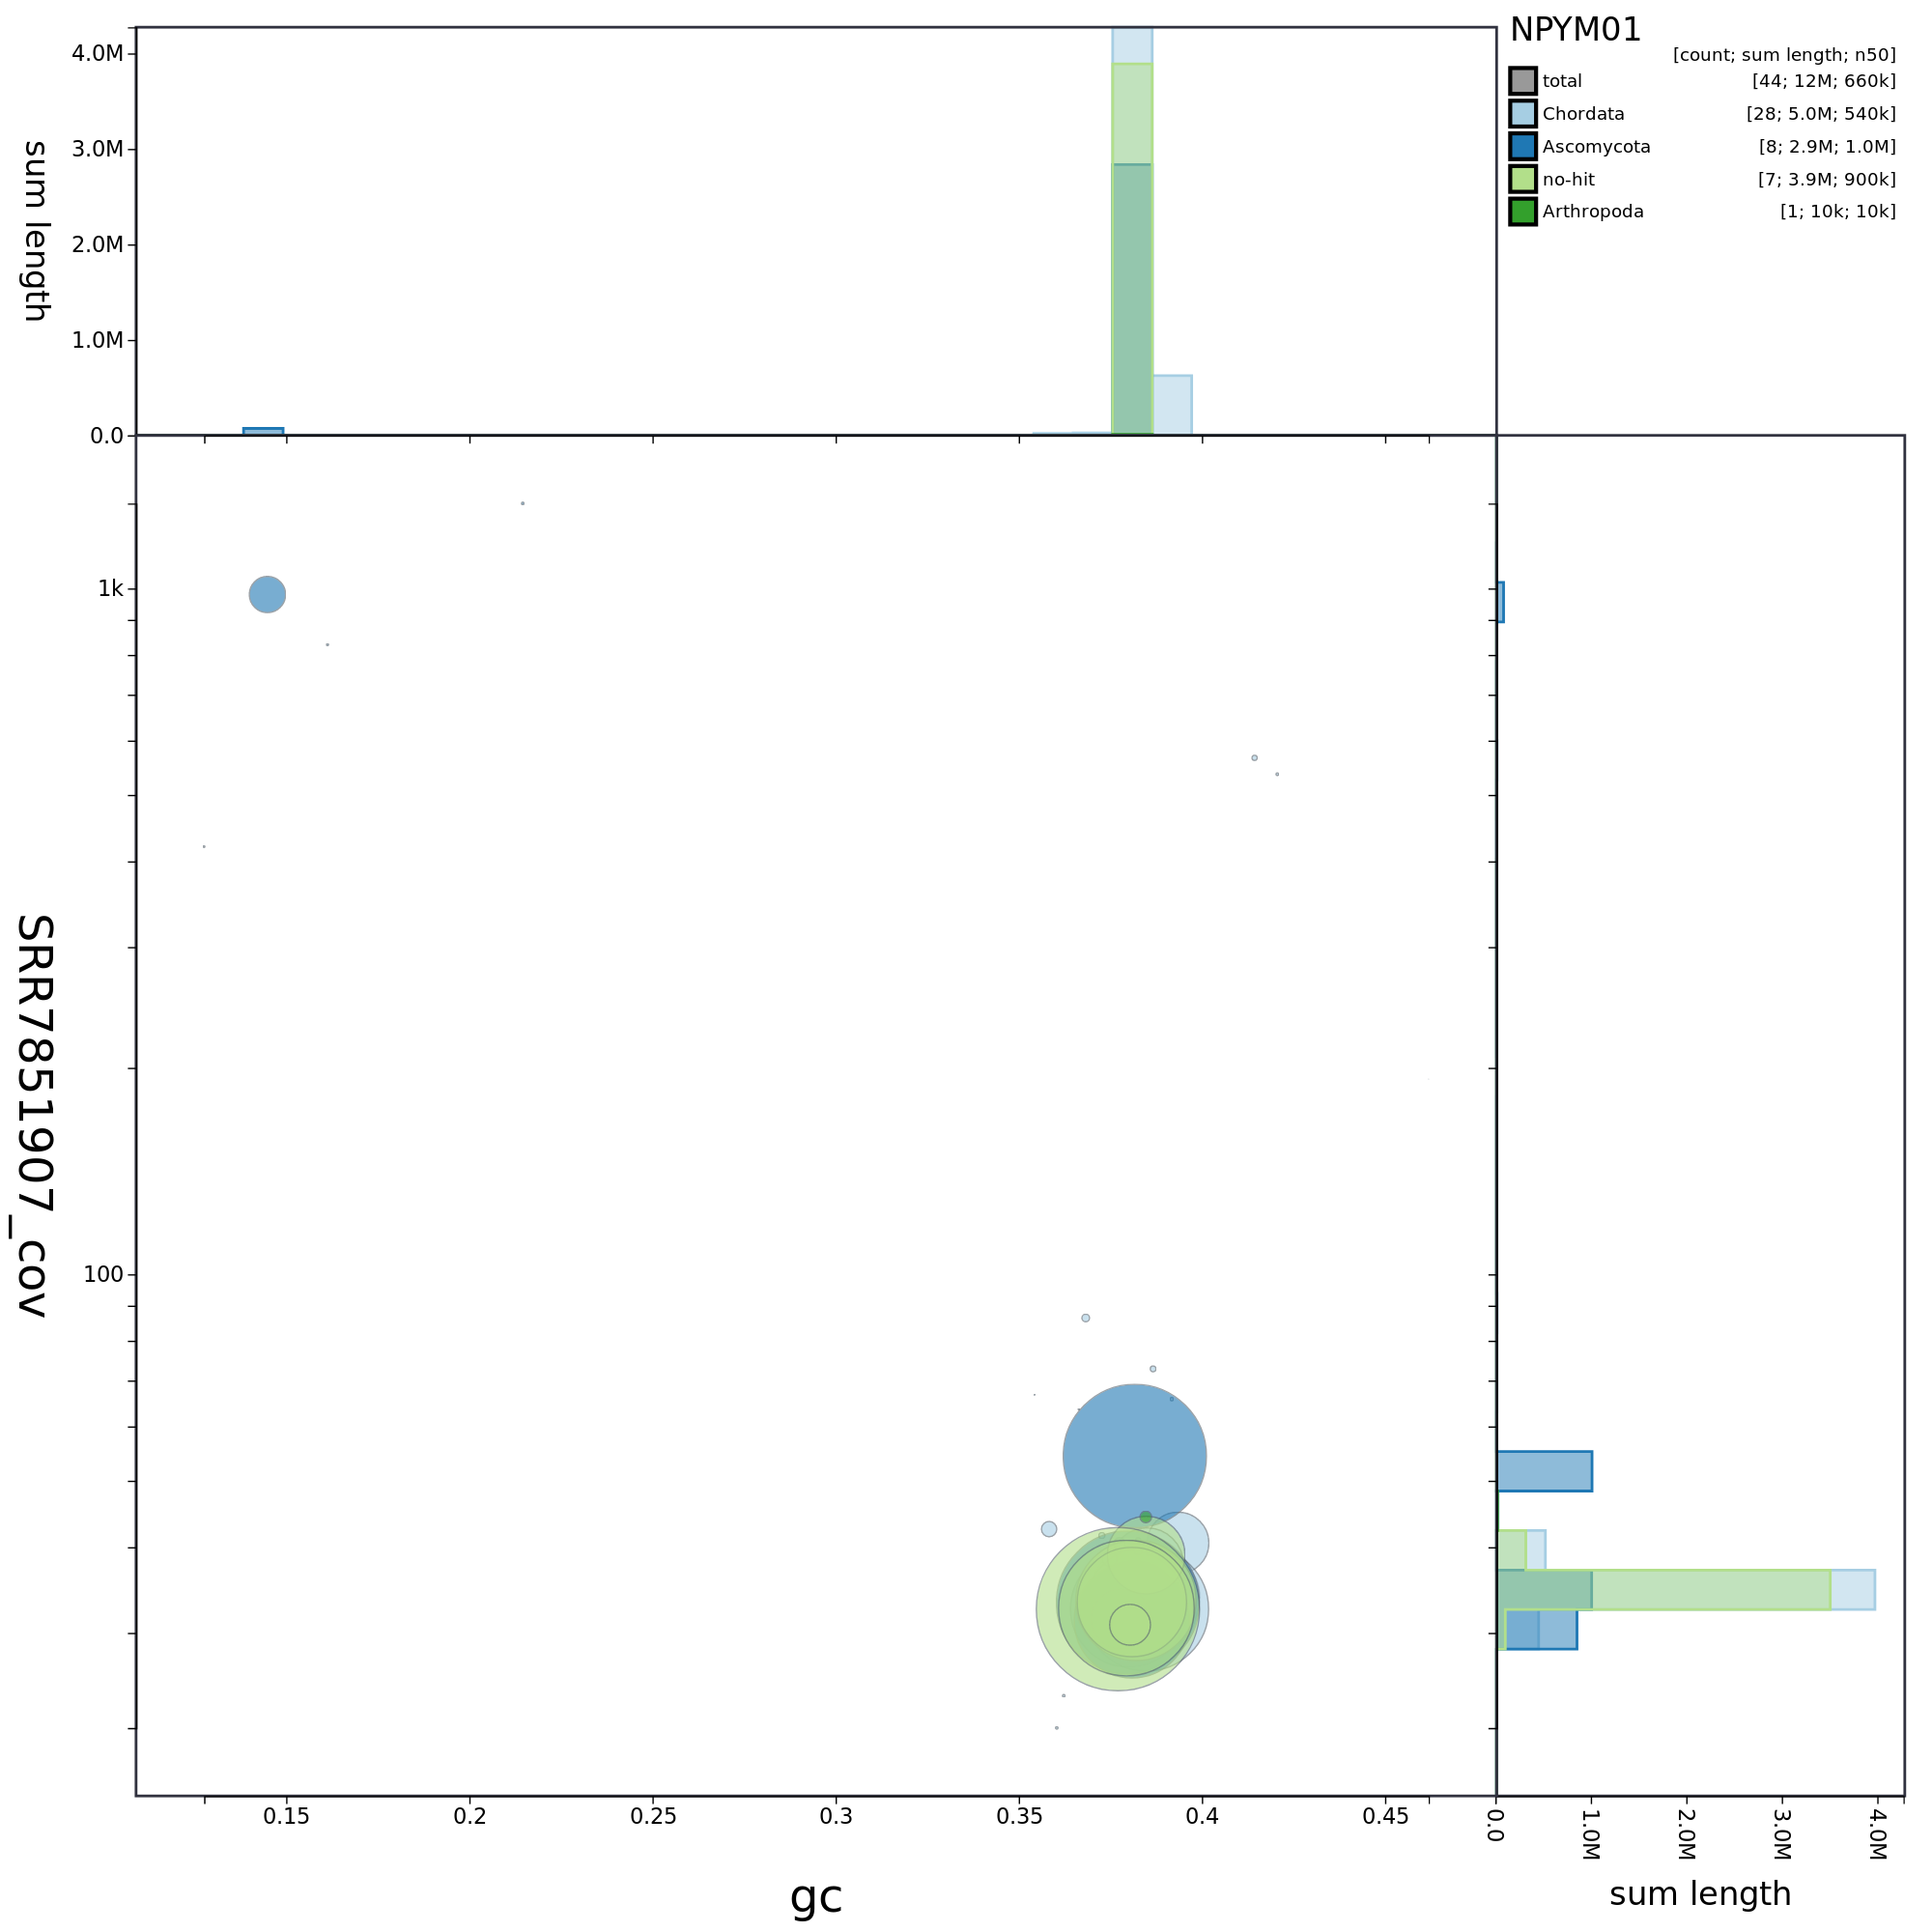 NPYM01
[count; sum length; n50]
total [44; 12M; 660k]
Chordata [28; 5.0M; 540k]
Ascomycota [8; 2.9M; 1.0M]
no-hit [7; 3.9M; 900k]
Arthropoda [1; 10k; 10k]
sum length
4.0M
3.0M
2.0M
1.0M
0.0
SRR7851907_cov
1k
100
0.15 0.2 0.25 0.3 0.35 0.4 0.45
gc
0.0 1.0M 2.0M 3.0M 4.0M
sum length